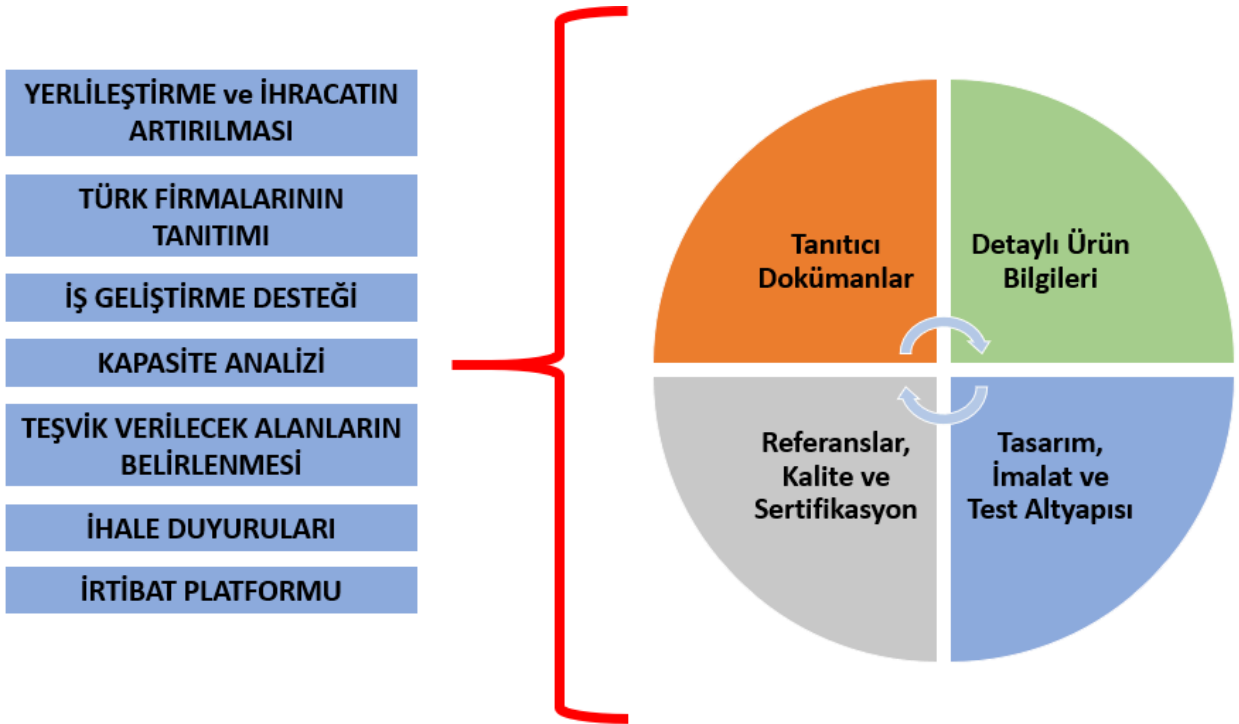 YERLİLEŞTİRME ve İHRACATIN
ARTIRILMASI
TÜRK FİRMALARININ
TANITIMI
İŞ GELİŞTİRME DESTEĞİ
KAPASİTE ANALİZİ
TEŞVİK VERİLECEK ALANLARIN
BELİRLENMESİ
İHALE DUYURULARI
İRTİBAT PLATFORMU
Tanıtıcı
Dokümanlar
Detaylı Ürün
Bilgileri
Referanslar,
Kalite ve
Sertifikasyon
Tasarım,
İmalat ve
Test Altyapısı